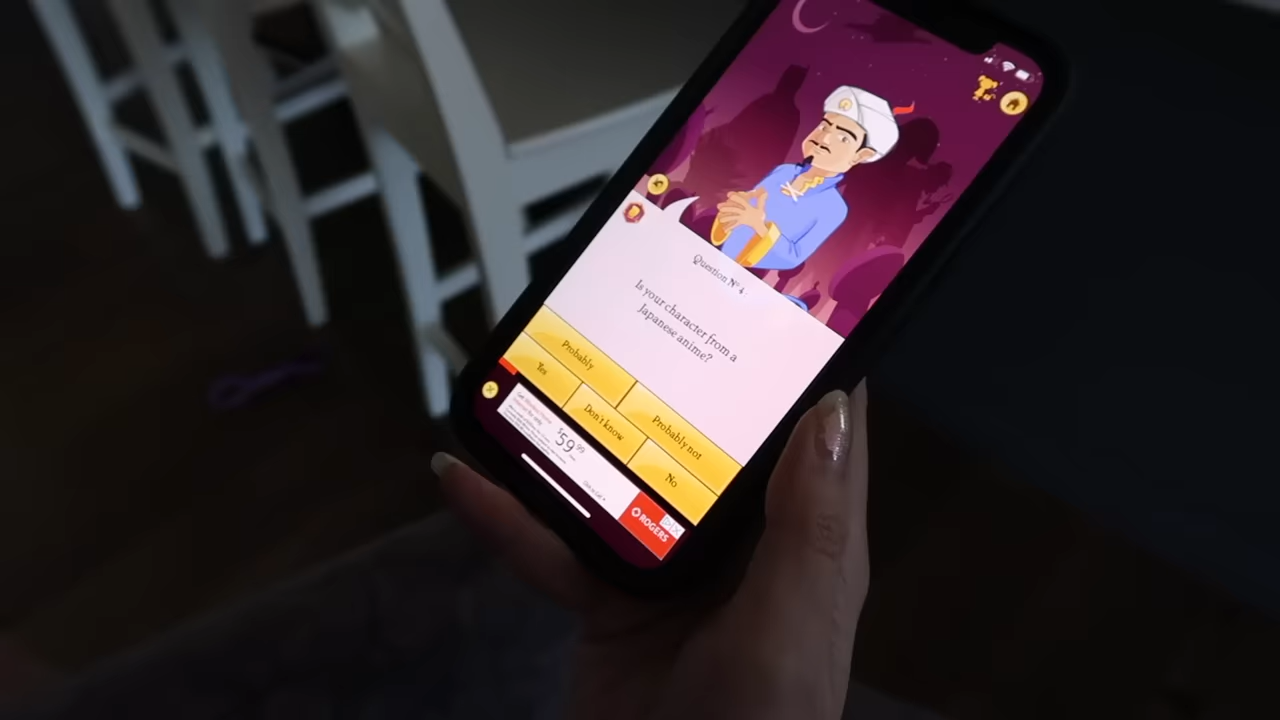 Question N° 4
Is your character from a
Japanese anime?
Probably
Yes
Don't know
Probably not
No
$59.99
ROGERS